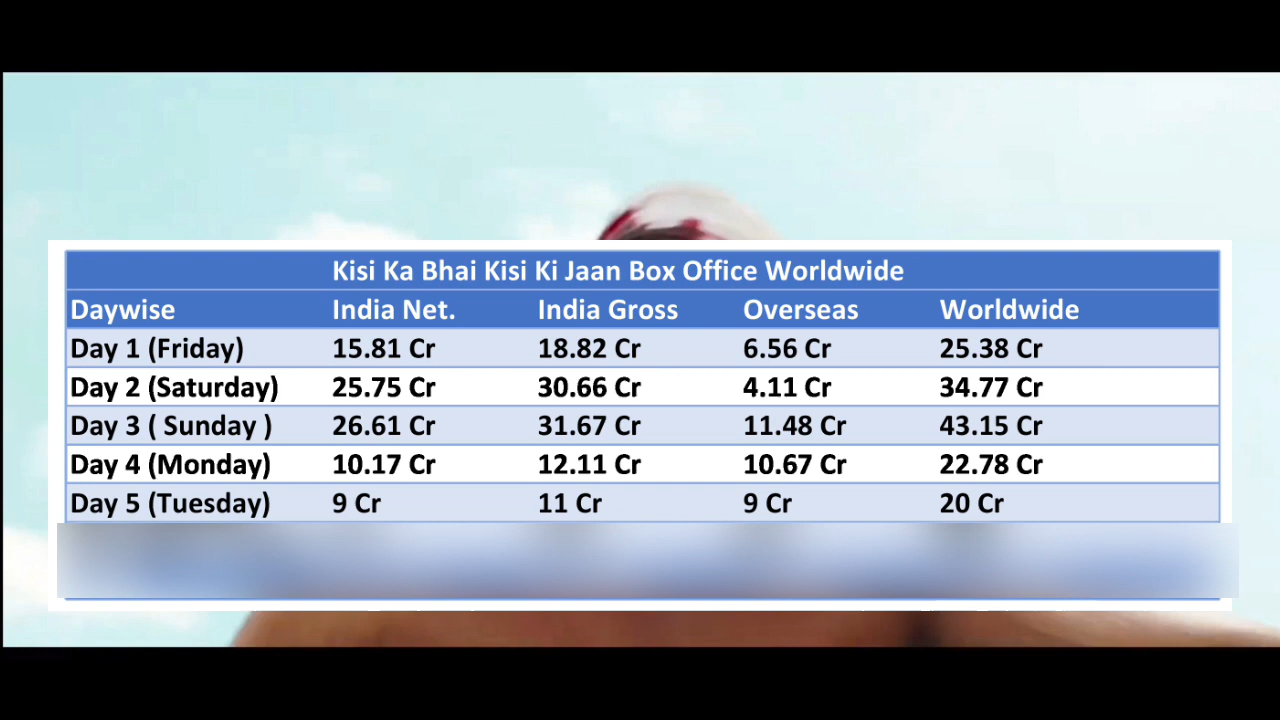 Kisi Ka Bhai Kisi Ki Jaan Box Office Worldwide
Daywise India Net. India Gross Overseas Worldwide
Day 1 (Friday) 15.81 Cr 18.82 Cr 6.56 Cr 25.38 Cr
Day 2 (Saturday) 25.75 Cr 30.66 Cr 4.11 Cr 34.77 Cr
Day 3 ( Sunday ) 26.61 Cr 31.67 Cr 11.48 Cr 43.15 Cr
Day 4 (Monday) 10.17 Cr 12.11 Cr 10.67 Cr 22.78 Cr
Day 5 (Tuesday) 9 Cr 11 Cr 9 Cr 20 Cr